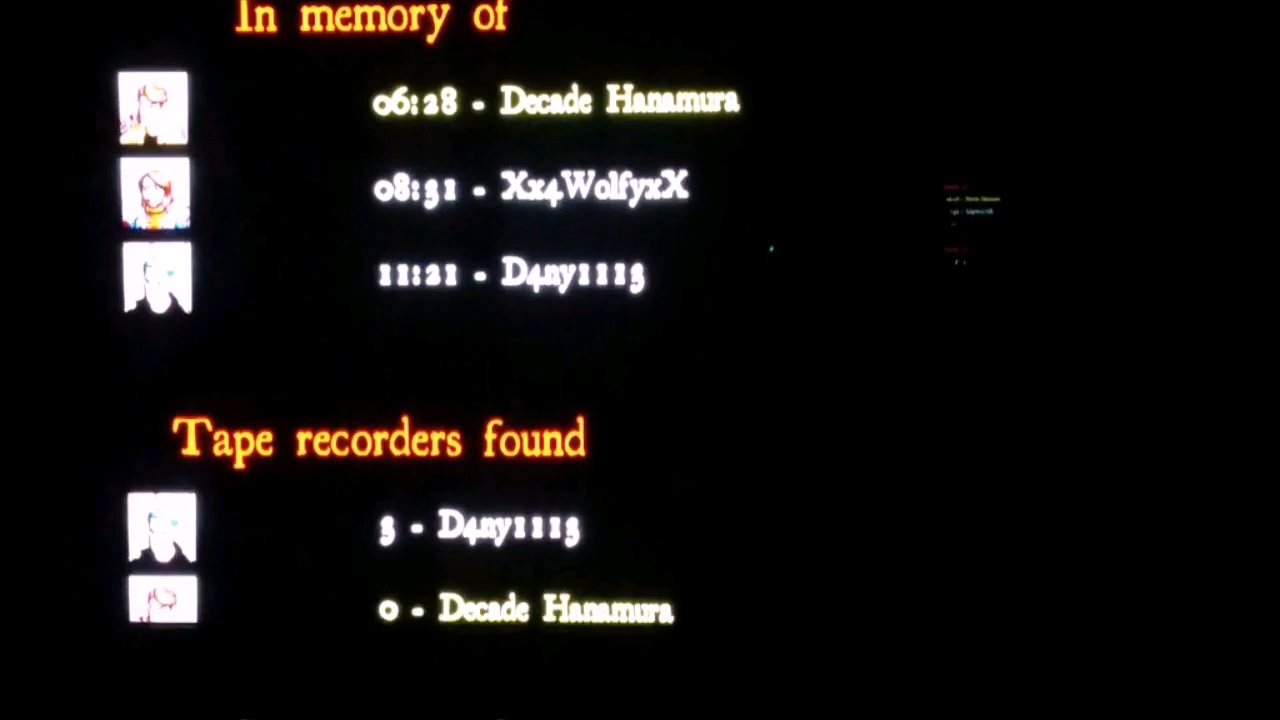 In memory of
06:28 - Decade Hanamura
08:31 - Xx4WolfyxX
11:21 - D4ny1113
Tape recorders found
3 - D4ny1113
0 - Decade Hanamura